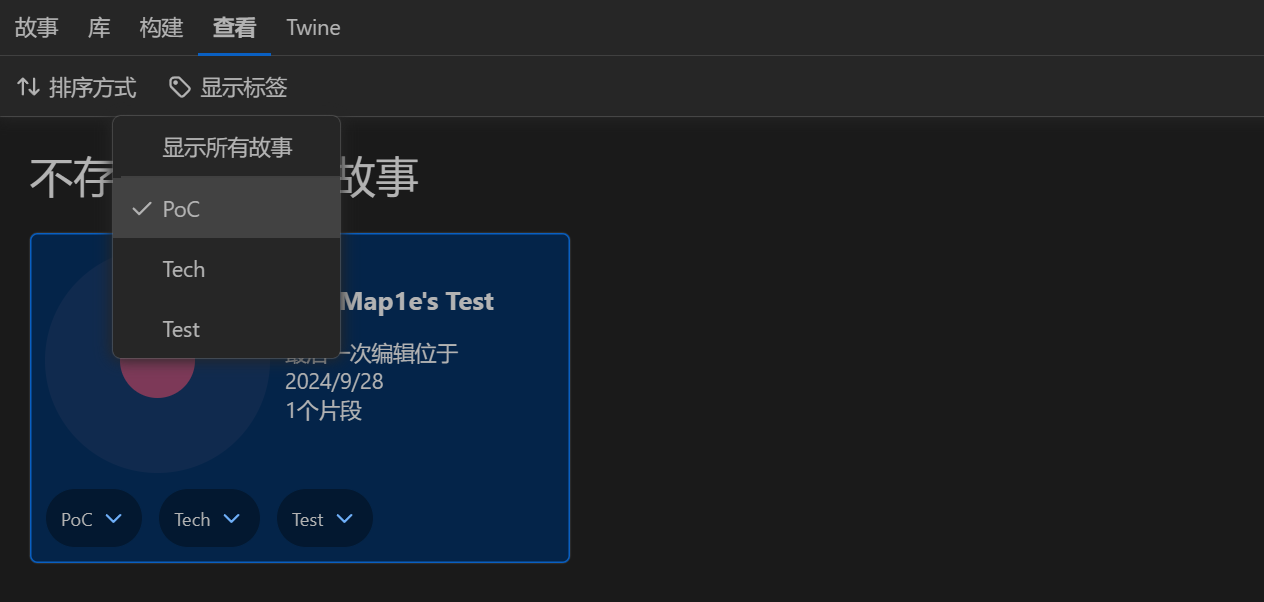 故事 库 构建 查看 Twine
排序方式 显示标签
显示所有故事
PoC
Tech
Test
不存 故事
Map1e's Test
最后一次编辑位于
2024/9/28
1个片段
PoC Tech Test